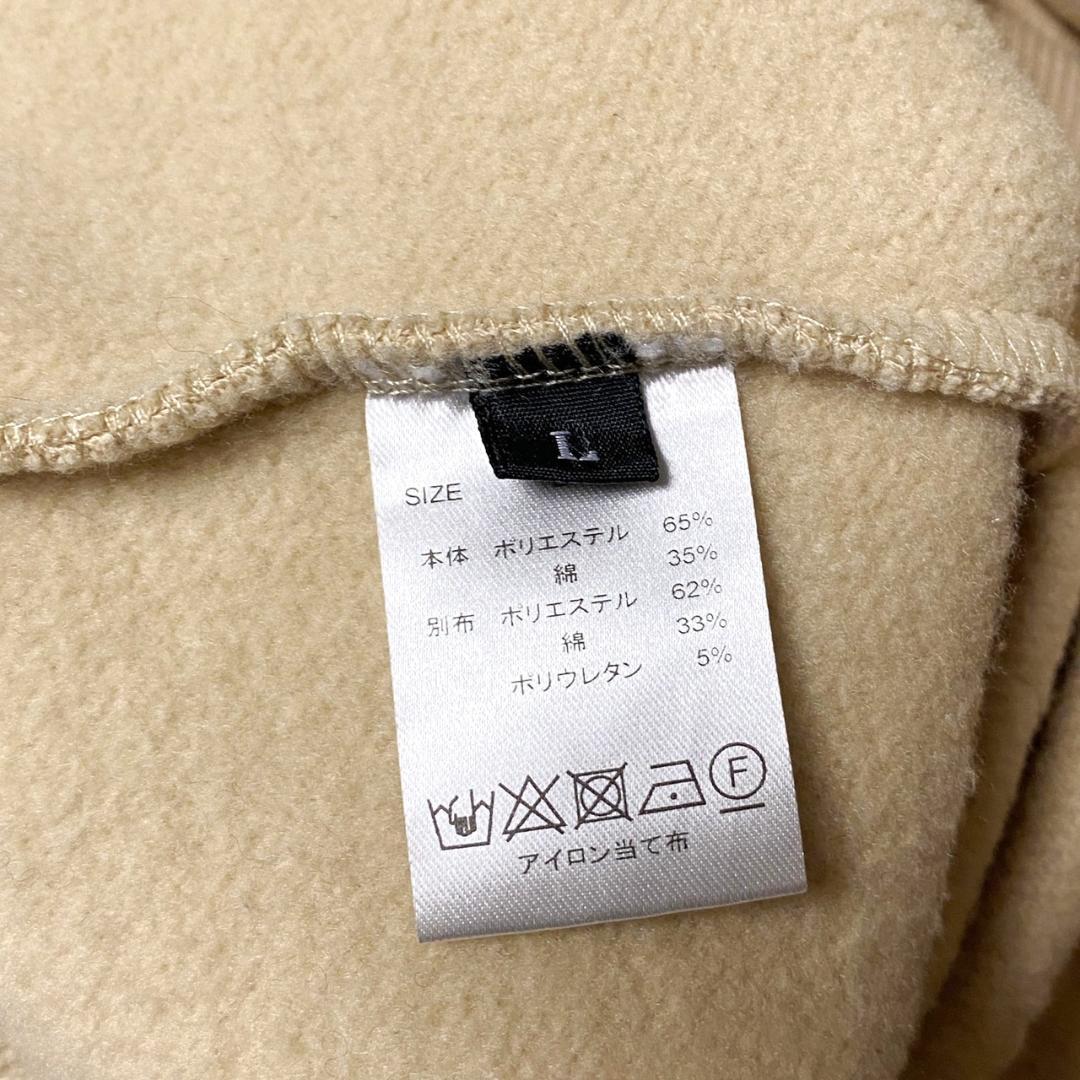 L
SIZE
本体 ポリエステル 65%
綿 35%
別布 ポリエステル 62%
綿 33%
ポリウレタン 5%
F
アイロン当て布